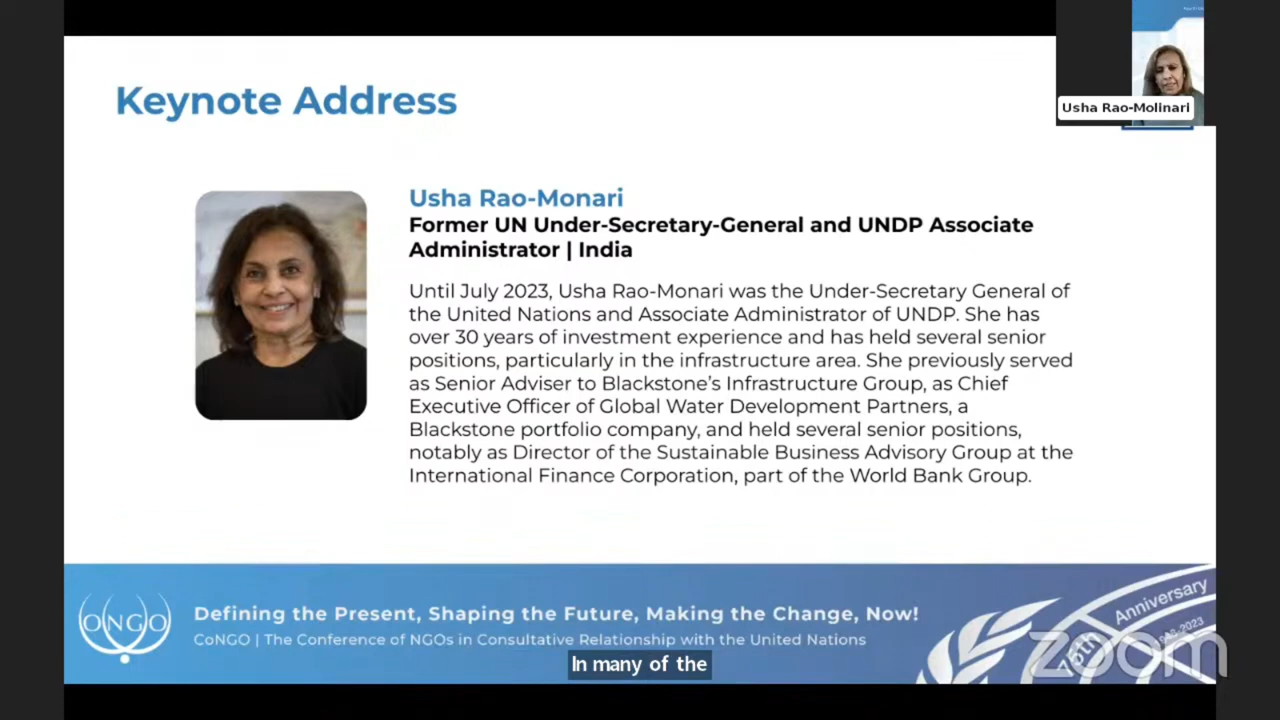 Keynote Address
Usha Rao-Molinari
Usha Rao-Monari
Former UN Under-Secretary-General and UNDP Associate
Administrator | India
Until July 2023, Usha Rao-Monari was the Under-Secretary General of
the United Nations and Associate Administrator of UNDP. She has
over 30 years of investment experience and has held several senior
positions, particularly in the infrastructure area. She previously served
as Senior Adviser to Blackstone’s Infrastructure Group, as Chief
Executive Officer of Global Water Development Partners, a
Blackstone portfolio company, and held several senior positions,
notably as Director of the Sustainable Business Advisory Group at the
International Finance Corporation, part of the World Bank Group.
ONGO
Defining the Present, Shaping the Future, Making the Change, Now!
CoNGO | The Conference of NGOs in Consultative Relationship with the United Nations
75th Anniversary
1948-2023
zoom
In many of the